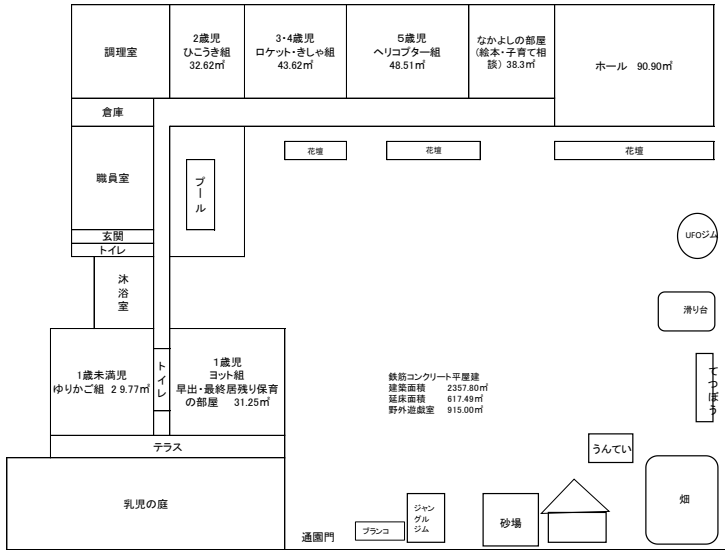 調理室
2歳児
ひこうき組
32.62㎡
3・4歳児
ロケット・きしゃ組
43.62㎡
5歳児
ヘリコプター組
48.51㎡
なかよしの部屋
(絵本・子育て相
談) 38.3㎡
ホール 90.90㎡
倉庫
職員室
プール
花壇
花壇
花壇
玄関
トイレ
UFOジム
沐浴室
滑り台
1歳未満児
ゆりかご組 2 9.77㎡
トイレ
1歳児
ヨット組
早出・最終居残り保育
の部屋 31.25㎡
鉄筋コンクリート平屋建
建築面積 2357.80㎡
延床面積 617.49㎡
野外遊戯室 915.00㎡
てつぼう
テラス
うんてい
乳児の庭
通園門
ブランコ
ジャン
グル
ジム
砂場
畑